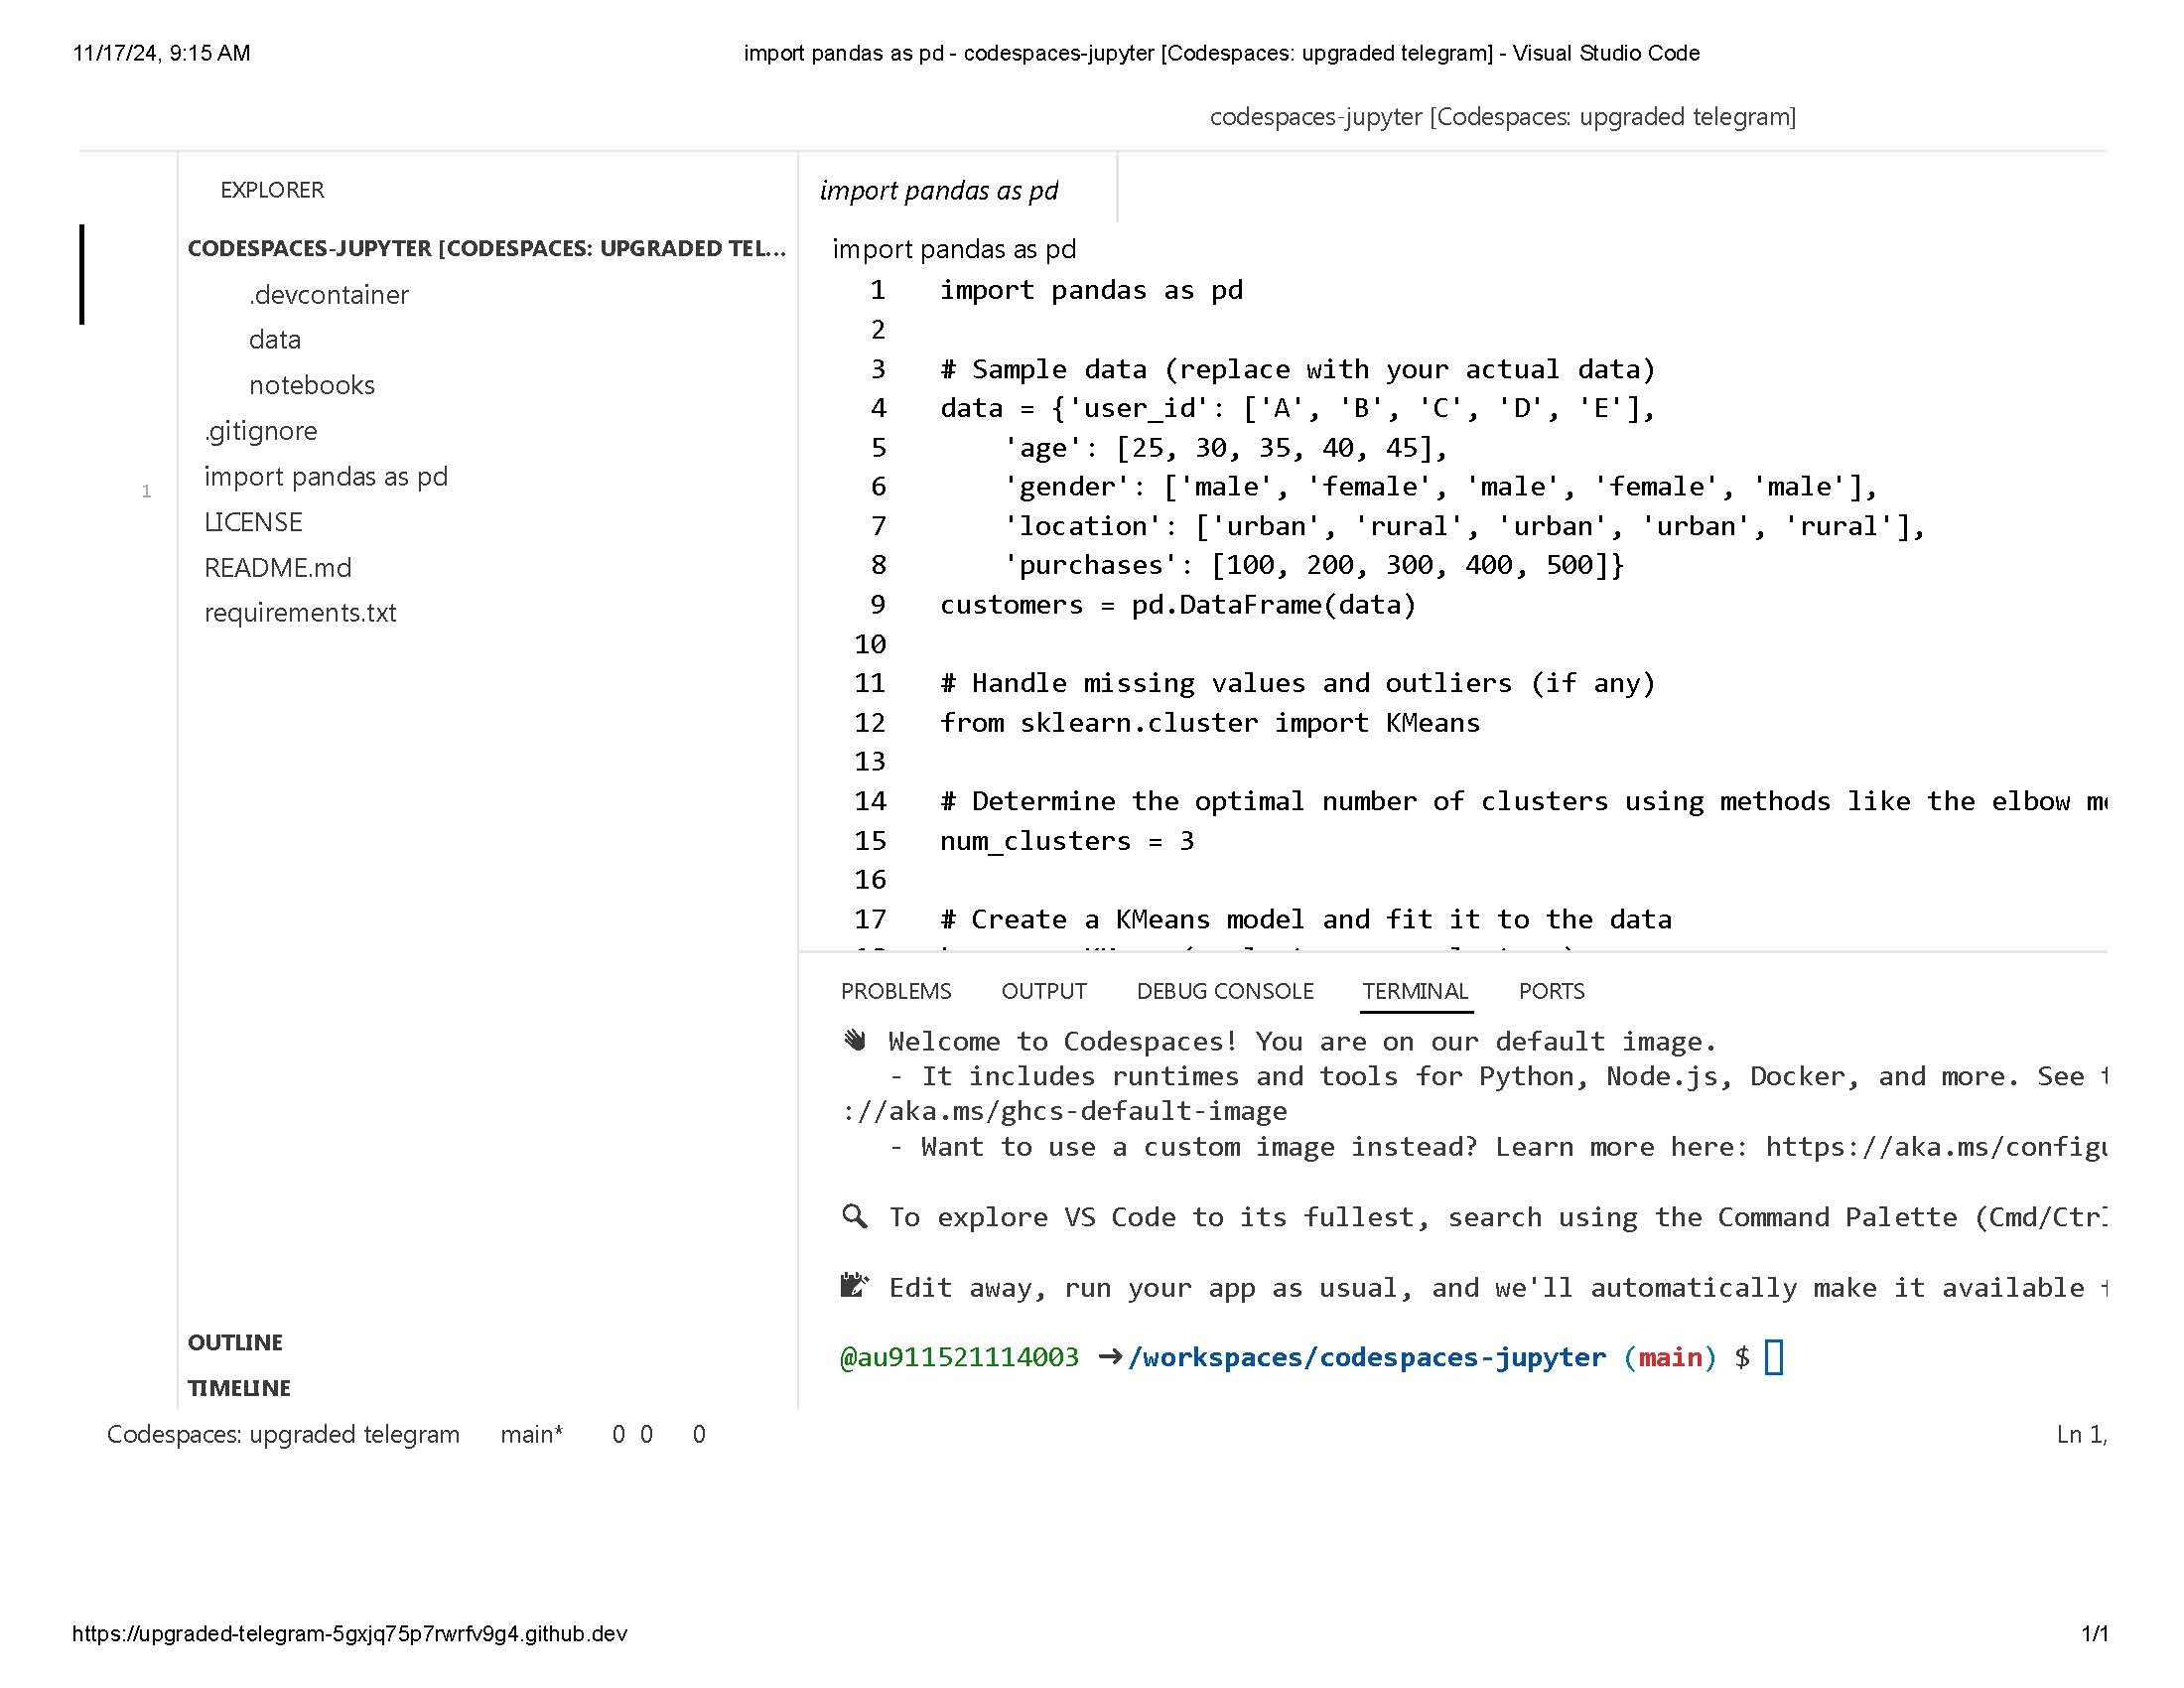 11/17/24, 9:15 AM
import pandas as pd - codespaces-jupyter [Codespaces: upgraded telegram] - Visual Studio Code
codespaces-jupyter [Codespaces: upgraded telegram]
EXPLORER
CODESPACES-JUPYTER [CODESPACES: UPGRADED TEL...
.devcontainer
data
notebooks
.gitignore
1
import pandas as pd
LICENSE
README.md
requirements.txt
OUTLINE
TIMELINE
import pandas as pd
import pandas as pd
1 import pandas as pd
2
3 # Sample data (replace with your actual data)
4 data = {'user_id': ['A', 'B', 'C', 'D', 'E'],
5     'age': [25, 30, 35, 40, 45],
6     'gender': ['male', 'female', 'male', 'female', 'male'],
7     'location': ['urban', 'rural', 'urban', 'urban', 'rural'],
8     'purchases': [100, 200, 300, 400, 500]}
9 customers = pd.DataFrame(data)
10
11 # Handle missing values and outliers (if any)
12 from sklearn.cluster import KMeans
13
14 # Determine the optimal number of clusters using methods like the elbow
15 num_clusters = 3
16
17 # Create a KMeans model and fit it to the data
PROBLEMS OUTPUT DEBUG CONSOLE TERMINAL PORTS
👋 Welcome to Codespaces! You are on our default image.
- It includes runtimes and tools for Python, Node.js, Docker, and more. See
://aka.ms/ghcs-default-image
- Want to use a custom image instead? Learn more here: https://aka.ms/config
🔍 To explore VS Code to its fullest, search using the Command Palette (Cmd/Ctr
📝 Edit away, run your app as usual, and we'll automatically make it available
@au911521114003 ➜ /workspaces/codespaces-jupyter (main) $
Codespaces: upgraded telegram main* 0 0 0 Ln 1,
https://upgraded-telegram-5gxjq75p7rwrfv9g4.github.dev
1/1